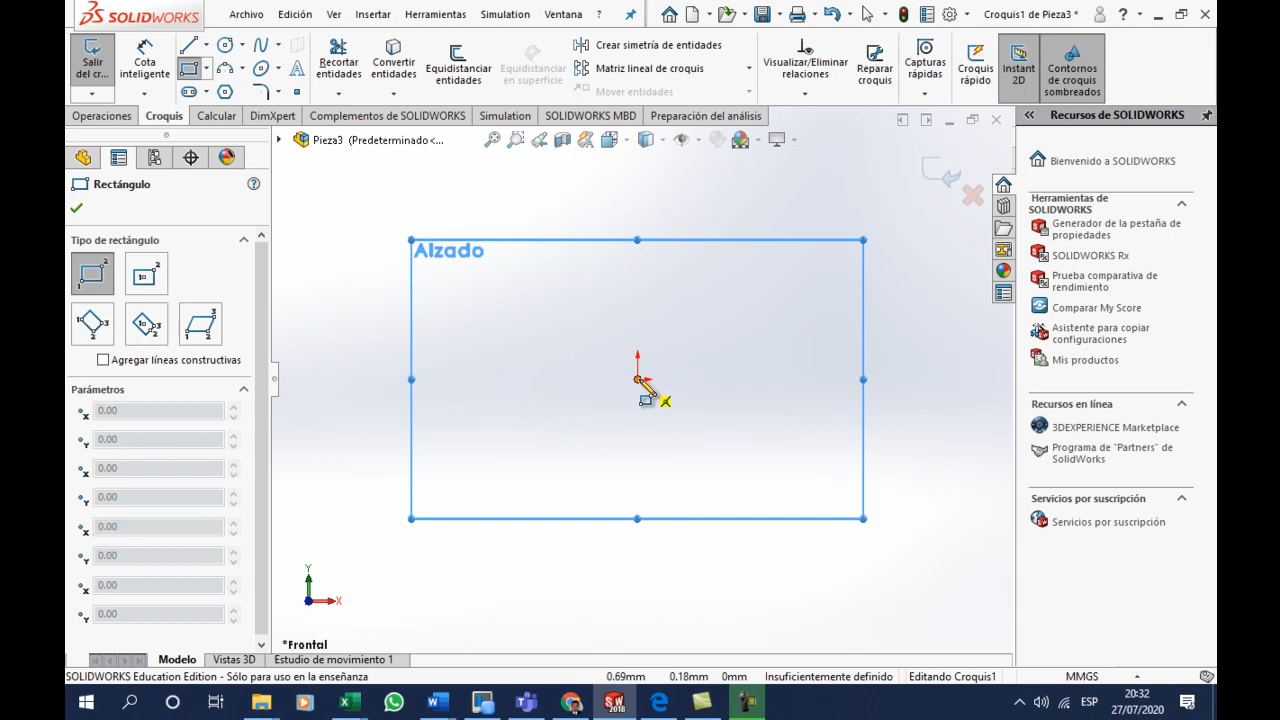 SOLIDWORKS
Archivo Edición Ver Insertar Herramientas Simulation Ventana ?
Croquis1 de Pieza3 *
?
Salir del cr...
Cota inteligente
Recortar entidades
Convertir entidades
Equidistanciar entidades
Equidistanciar en superficie
Crear simetría de entidades
Matriz lineal de croquis
Mover entidades
Visualizar/Eliminar relaciones
Reparar croquis
Capturas rápidas
Croquis rápido
Instant 2D
Contornos de croquis sombreados
Operaciones Croquis Calcular DimXpert Complementos de SOLIDWORKS Simulation SOLIDWORKS MBD Preparación del análisis
Pieza3 (Predeterminado<...
Rectángulo
?
Tipo de rectángulo
Agregar líneas constructivas
Parámetros
0.00
0.00
0.00
0.00
0.00
0.00
0.00
0.00
Alzado
Y
X
*Frontal
Recursos de SOLIDWORKS
Bienvenido a SOLIDWORKS
Herramientas de SOLIDWORKS
Generador de la pestaña de propiedades
SOLIDWORKS Rx
Prueba comparativa de rendimiento
Comparar My Score
Asistente para copiar configuraciones
Mis productos
Recursos en línea
3DEXPERIENCE Marketplace
Programa de "Partners" de SolidWorks
Servicios por suscripción
Servicios por suscripción
Modelo Vistas 3D Estudio de movimiento 1
SOLIDWORKS Education Edition - Sólo para uso en la enseñanza
0.69mm 0.18mm 0mm Insuficientemente definido Editando Croquis1 MMGS
ESP
20:32
27/07/2020